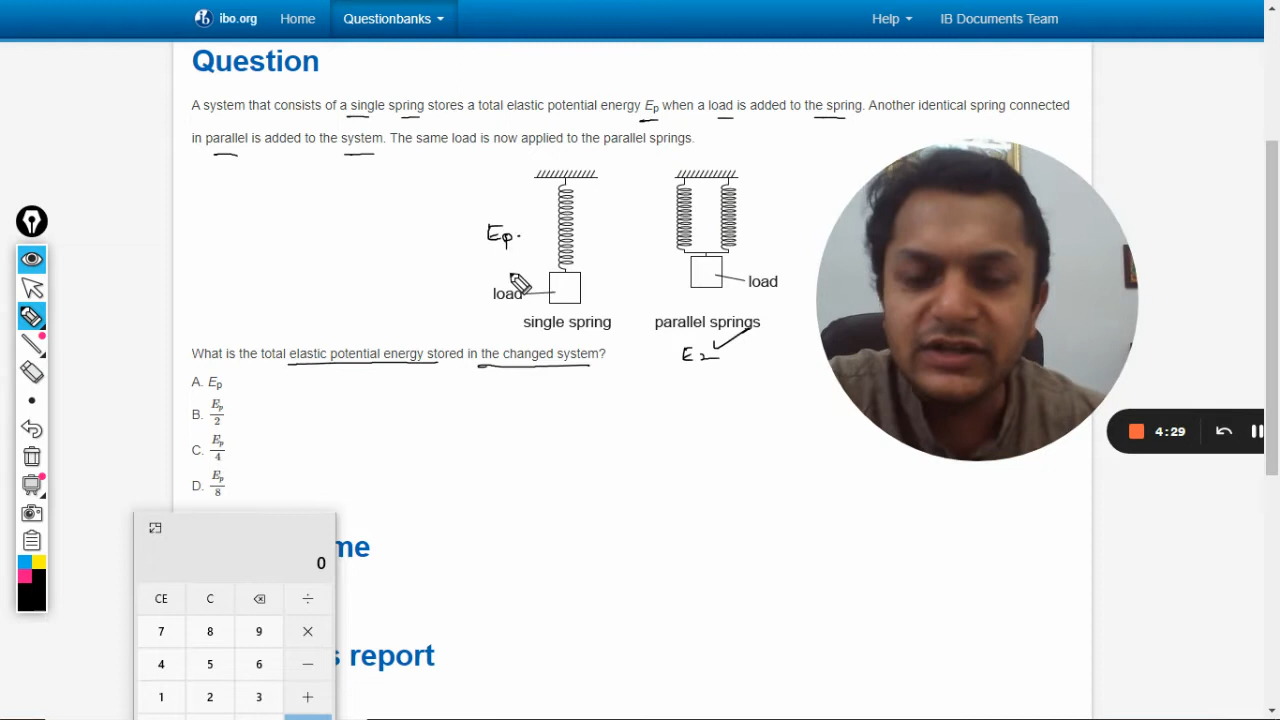 ibo.org Home Questionbanks Help IB Documents Team
Question
A system that consists of a single spring stores a total elastic potential energy Ep when a load is added to the spring. Another identical spring connected
in parallel is added to the system. The same load is now applied to the parallel springs.
Ep.
load
load
single spring
parallel springs
E2
What is the total elastic potential energy stored in the changed system?
A. Ep
B. Ep/2
C. Ep/4
D. Ep/8
4:29
me
0
CE C ÷
7 8 9 ×
s report
4 5 6 −
1 2 3 +